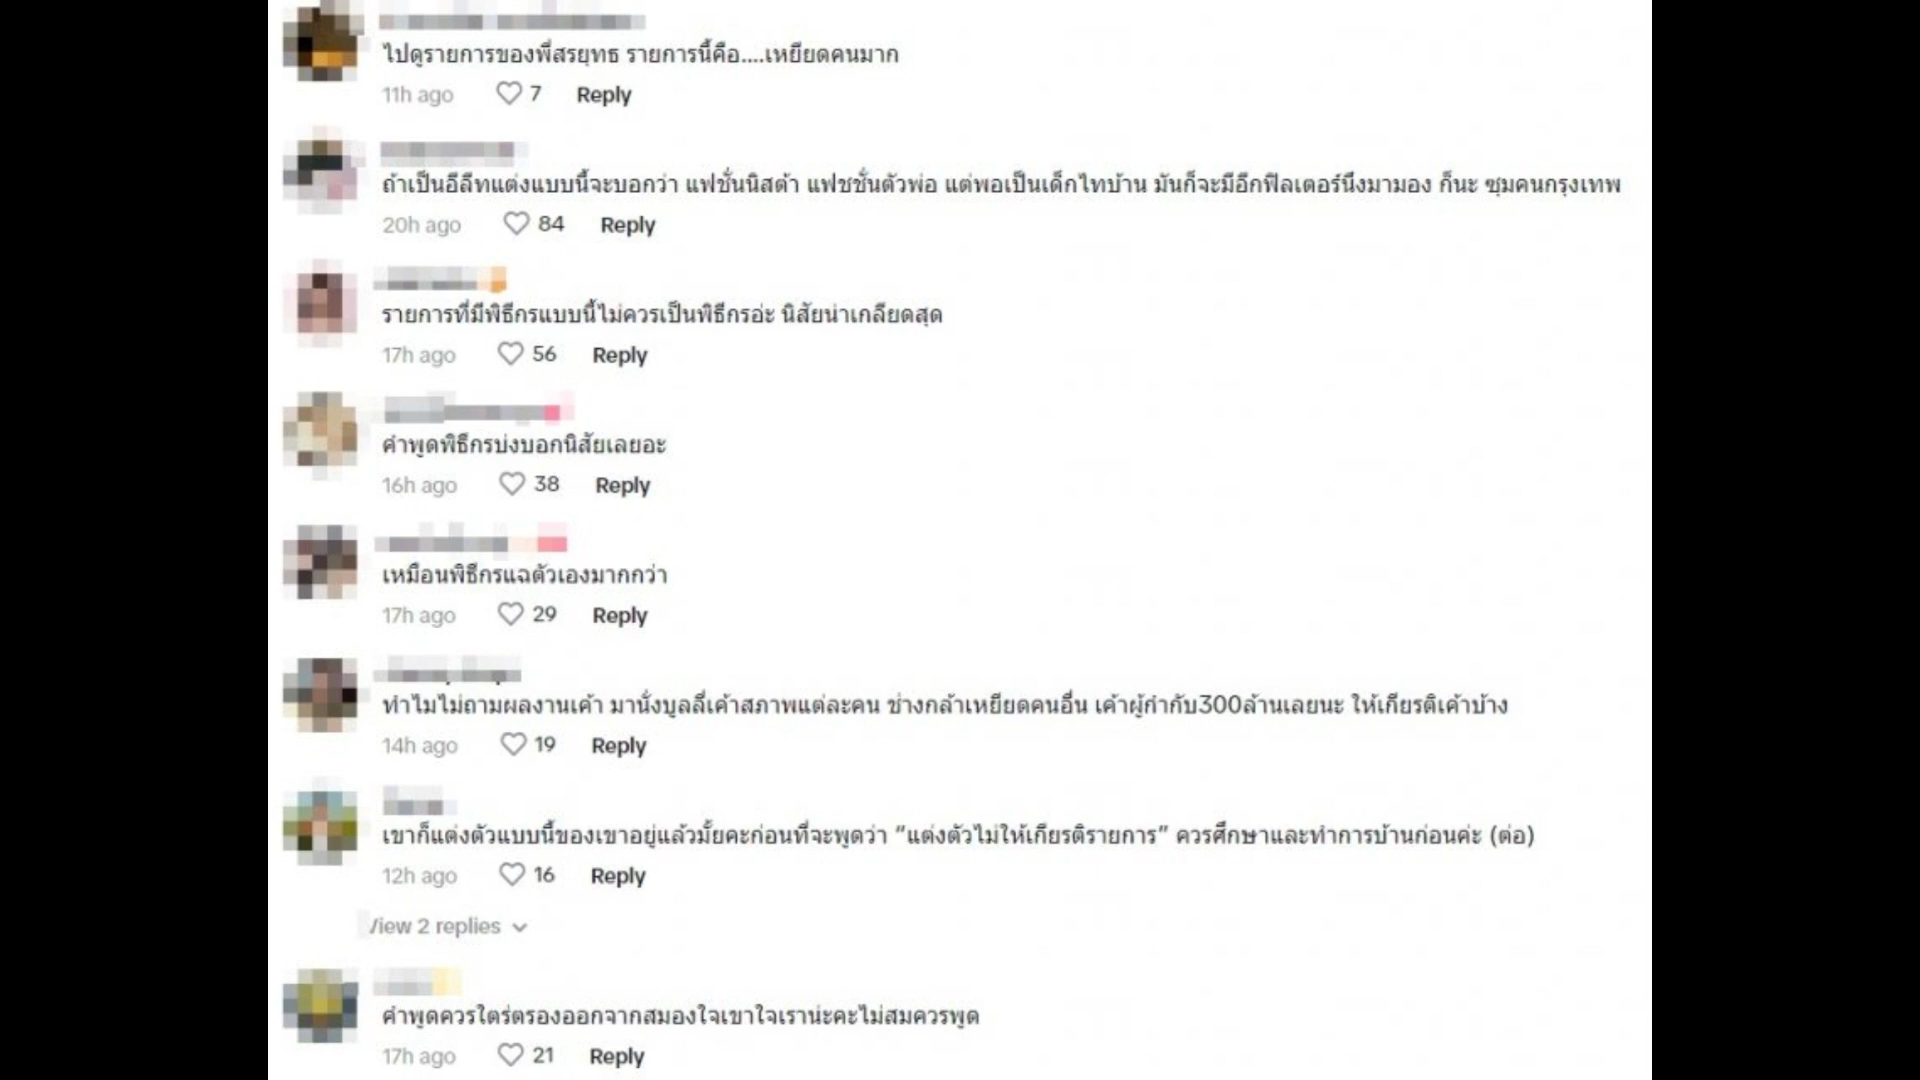 ไปดูรายการของพี่สรยุทธ รายการนี้คือ....เหยียดคนมาก
11h ago 7 Reply
ถ้าเป็นอีลีทแต่งแบบนี้จะบอกว่า แฟชั่นนิสต้า แฟชชั่นตัวพ่อ แต่พอเป็นเด็กไทบ้าน มันก็จะมีอีกฟิลเตอร์นึงมามอง ก็นะ ซุมคนกรุงเทพ
20h ago 84 Reply
รายการที่มีพิธีกรแบบนี้ไม่ควรเป็นพิธีกรอ่ะ นิสัยน่าเกลียดสุด
17h ago 56 Reply
คำพูดพิธีกรบ่งบอกนิสัยเลยอะ
16h ago 38 Reply
เหมือนพิธีกรแฉตัวเองมากกว่า
17h ago 29 Reply
ทำไมไม่ถามผลงานเค้า มานั่งบูลลี่เค้าสภาพแต่ละคน ช่างกล้าเหยียดคนอื่น เค้าผู้กำกับ300ล้านเลยนะ ให้เกียรติเค้าบ้าง
14h ago 19 Reply
เขาก็แต่งตัวแบบนี้ของเขาอยู่แล้วมั้ยคะก่อนที่จะพูดว่า “แต่งตัวไม่ให้เกียรติรายการ” ควรศึกษาและทำการบ้านก่อนค่ะ (ต่อ)
12h ago 16 Reply
View 2 replies
คำพูดควรใตร่ตรองออกจากสมองใจเขาใจเราน่ะคะไม่สมควรพูด
17h ago 21 Reply